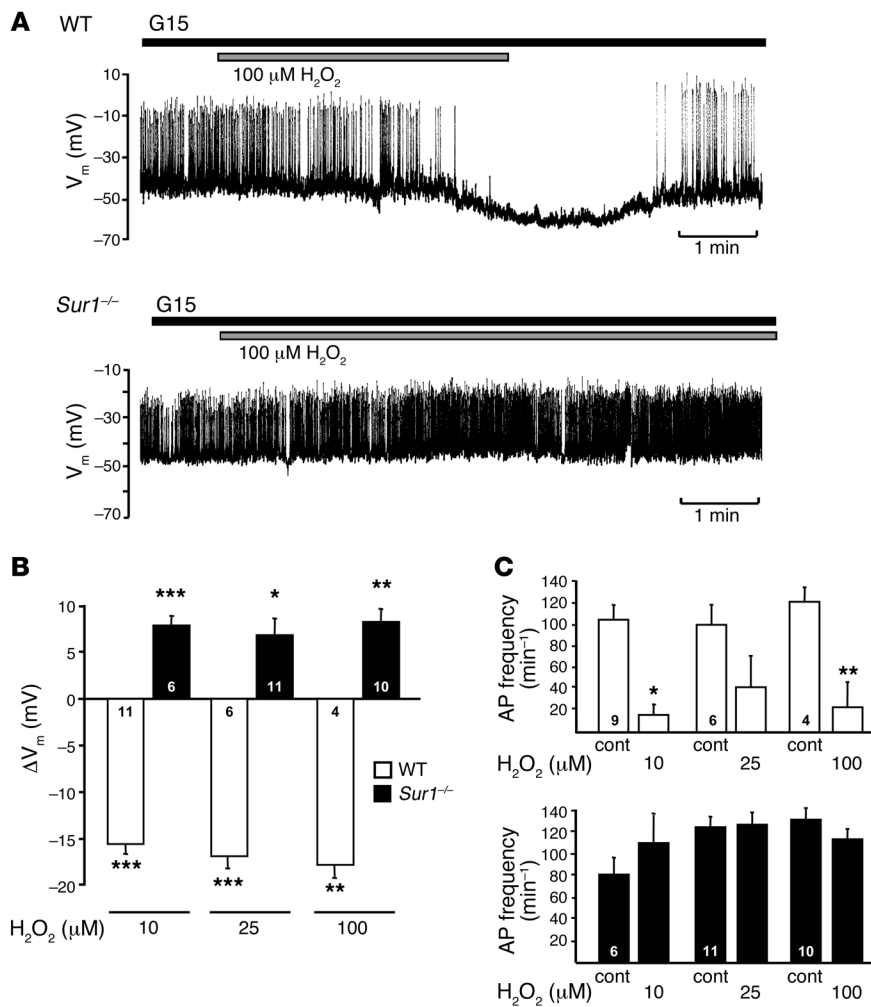 A WT G15
100 μM H₂O₂
10
–10
–30
–50
–70
Vₘ (mV)
1 min
Sur1⁻/⁻ G15
100 μM H₂O₂
–10
–30
–50
–70
Vₘ (mV)
1 min
B
*** * **
10
5
0
–5
–10
–15
–20
ΔVₘ (mV)
6 11 10
11 6 4
WT
Sur1⁻/⁻
*** *** **
H₂O₂ (μM) 10 25 100
C
AP frequency
(min⁻¹)
140
120
100
80
60
40
20
* **
9 6 4
cont cont cont
H₂O₂ (μM) 10 25 100
AP frequency
(min⁻¹)
140
120
100
80
60
40
20
6 11 10
cont cont cont
H₂O₂ (μM) 10 25 100